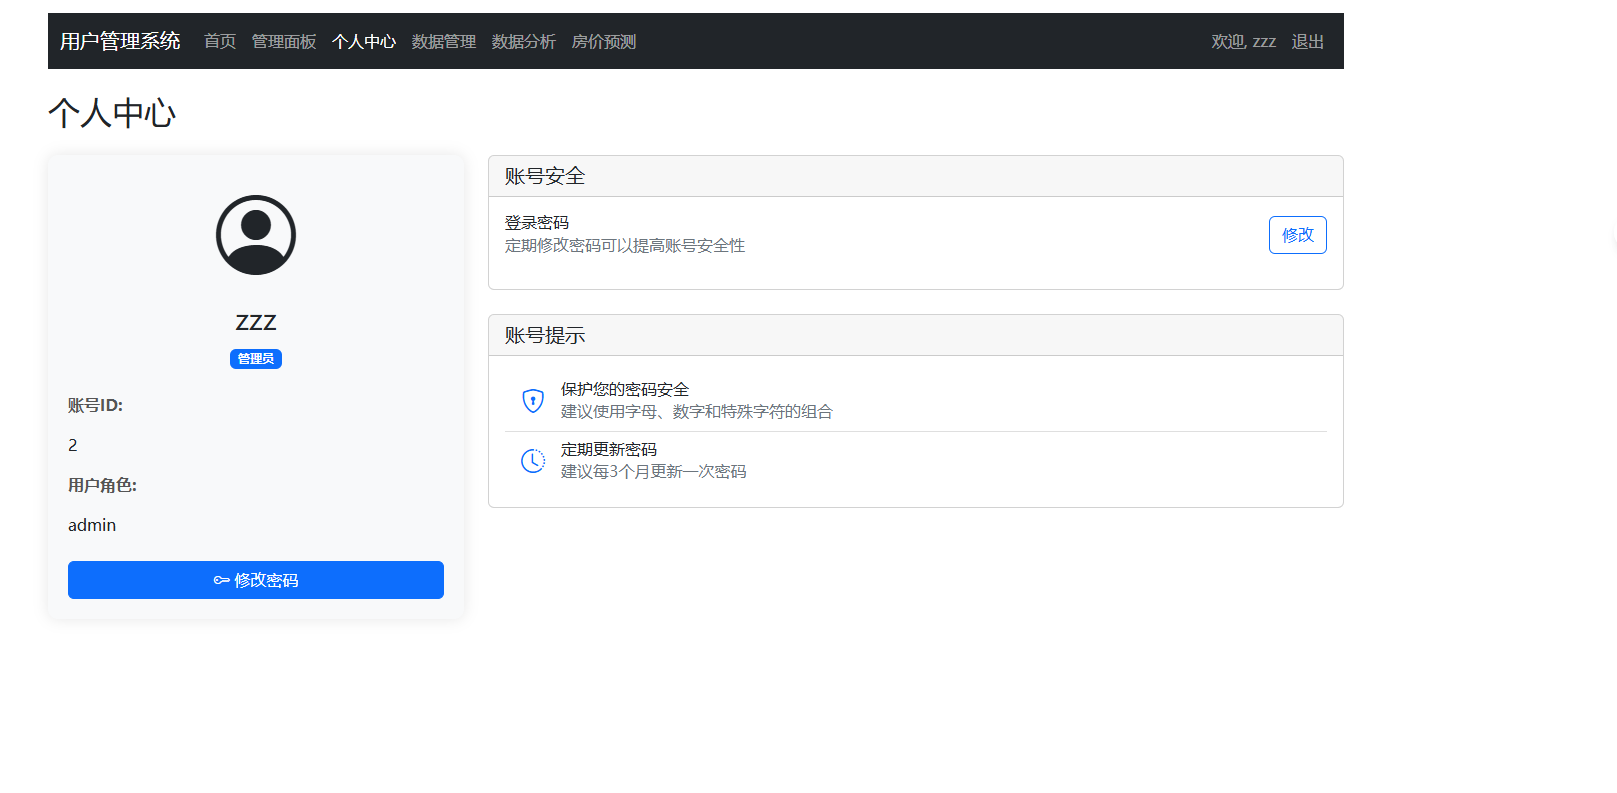 用户管理系统 首页 管理面板 个人中心 数据管理 数据分析 房价预测 欢迎, zzz 退出
个人中心
zzz
管理员
账号ID:
2
用户角色:
admin
修改密码
账号安全
登录密码
定期修改密码可以提高账号安全性
修改
账号提示
保护您的密码安全
建议使用字母、数字和特殊字符的组合
定期更新密码
建议每3个月更新一次密码